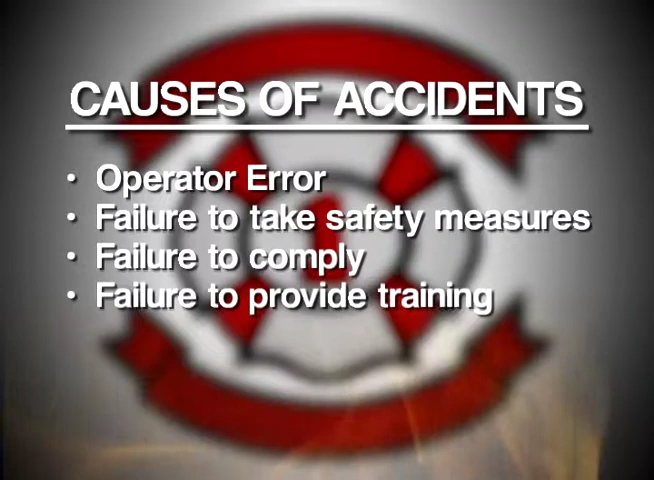 CAUSES OF ACCIDENTS
• Operator Error
• Failure to take safety measures
• Failure to comply
• Failure to provide training